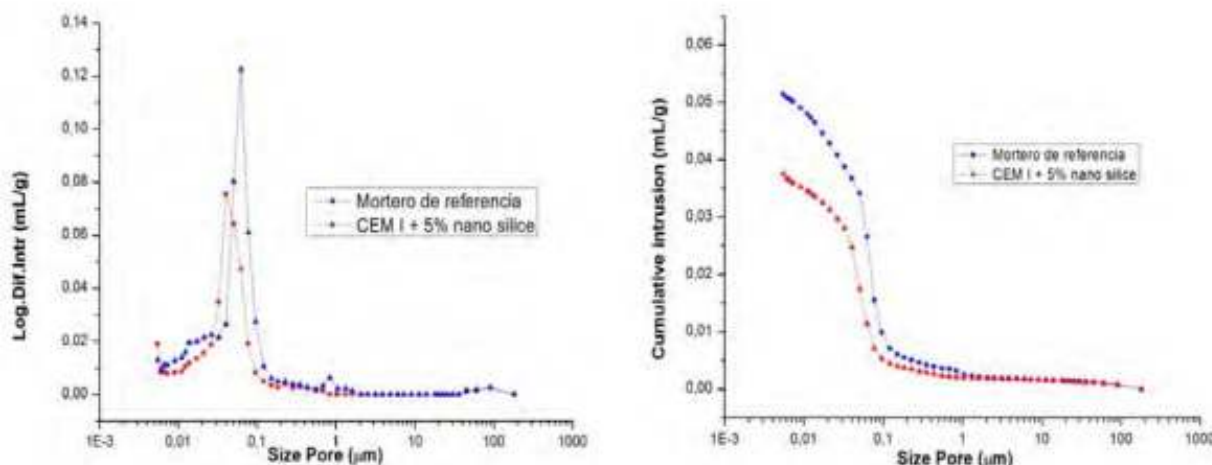 0.14
0.12
0.10
0.08
0.06
0.04
0.02
0.00
Log.Dif.Intr (mL/g)
Mortero de referencia
CEM I + 5% nano silice
1E-3 0,01 0,1 1 10 100 1000
Size Pore (μm)
0,06
0,05
0,04
0,03
0,02
0,01
0,00
Cumulative intrusion (mL/g)
Mortero de referencia
CEM I + 5% nano silice
1E-3 0,01 0,1 1 10 100 1000
Size Pore (μm)